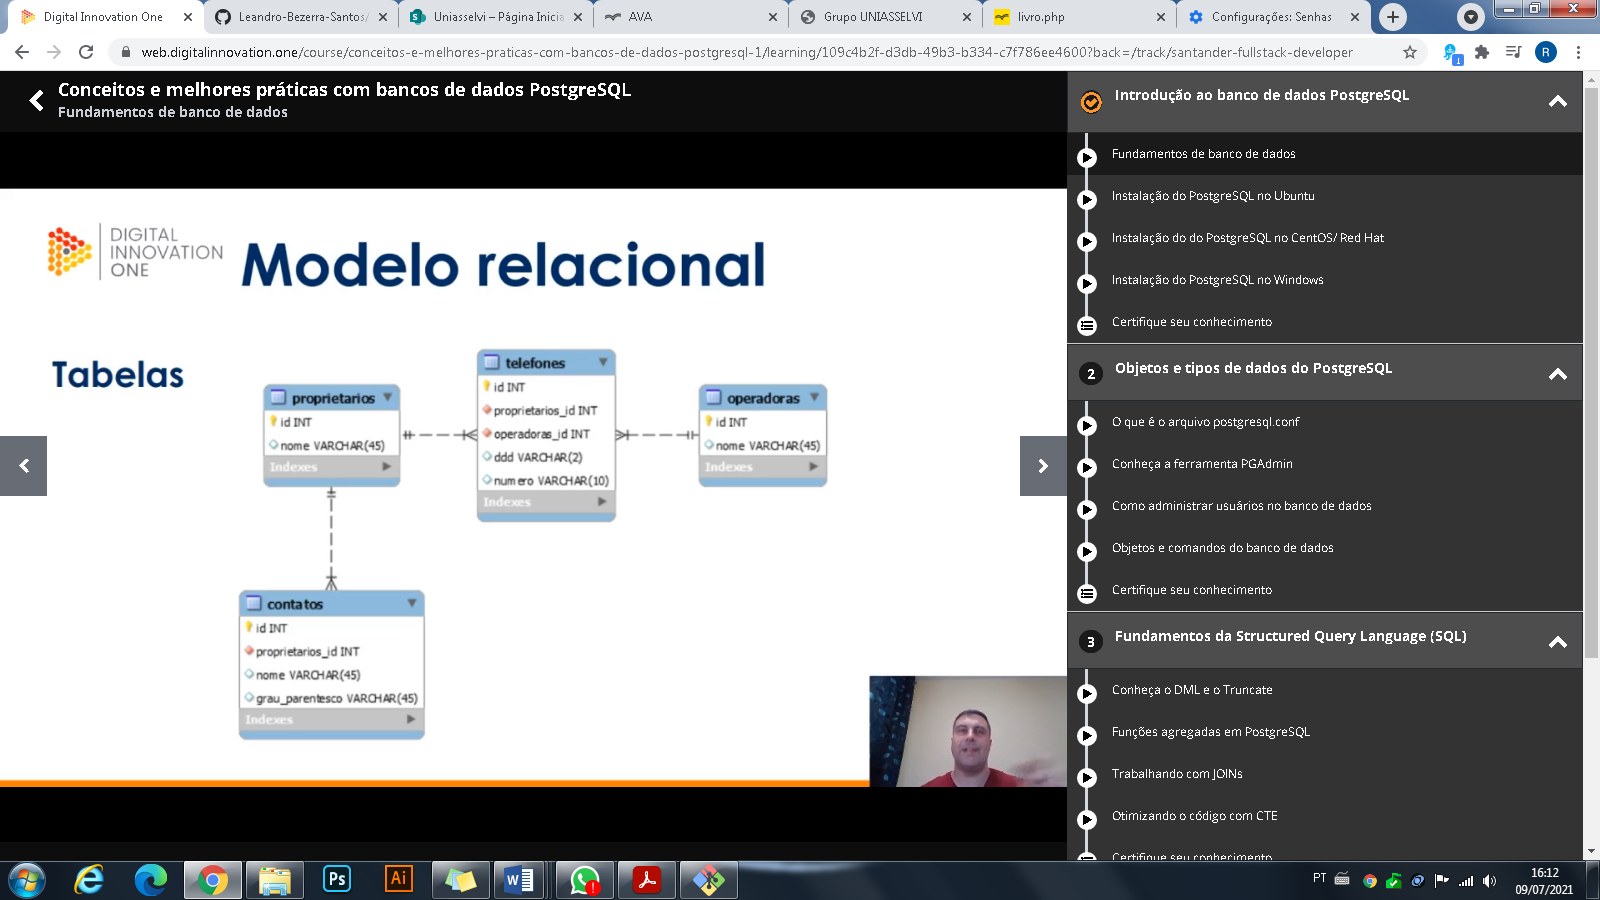 Digital Innovation One
Leandro-Bezerra-Santos/
Uniasselvi – Página Inicia
AVA
Grupo UNIASSELVI
livro.php
Configurações: Senhas
web.digitalinnovation.one/course/conceitos-e-melhores-praticas-com-bancos-de-dados-postgresql-1/learning/109c4b2f-d3db-49b3-b334-c7f786ee4600?back=/track/santander-fullstack-developer
1
R
Conceitos e melhores práticas com bancos de dados PostgreSQL
Fundamentos de banco de dados
DIGITAL
INNOVATION
ONE
Modelo relacional
Tabelas
proprietarios
id INT
nome VARCHAR(45)
Indexes
telefones
id INT
proprietarios_id INT
operadoras_id INT
ddd VARCHAR(2)
numero VARCHAR(10)
Indexes
operadoras
id INT
nome VARCHAR(45)
Indexes
contatos
id INT
proprietarios_id INT
nome VARCHAR(45)
grau_parentesco VARCHAR(45)
Indexes
Introdução ao banco de dados PostgreSQL
Fundamentos de banco de dados
Instalação do PostgreSQL no Ubuntu
Instalação do do PostgreSQL no CentOS/ Red Hat
Instalação do PostgreSQL no Windows
Certifique seu conhecimento
2 Objetos e tipos de dados do PostgreSQL
O que é o arquivo postgresql.conf
Conheça a ferramenta PGAdmin
Como administrar usuários no banco de dados
Objetos e comandos do banco de dados
Certifique seu conhecimento
3 Fundamentos da Structured Query Language (SQL)
Conheça o DML e o Truncate
Funções agregadas em PostgreSQL
Trabalhando com JOINs
Otimizando o código com CTE
Certifique seu conhecimento
Ps
Ai
W
PT
16:12
09/07/2021